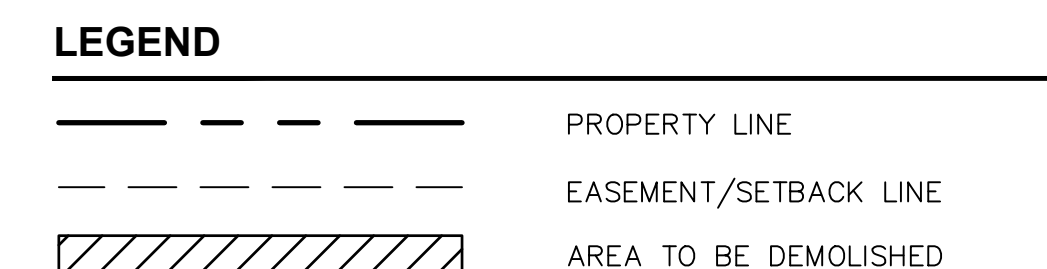 LEGEND
PROPERTY LINE
EASEMENT/SETBACK LINE
AREA TO BE DEMOLISHED